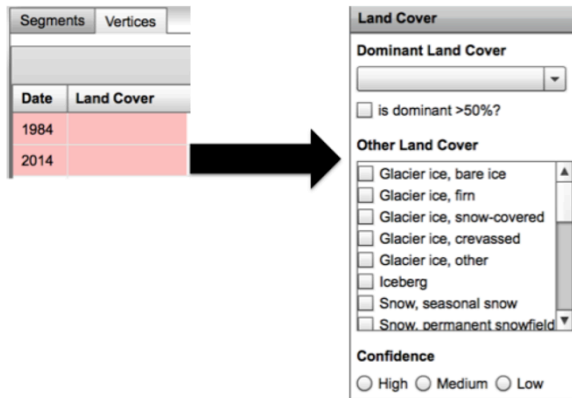 Segments Vertices
Date Land Cover
1984
2014
Land Cover
Dominant Land Cover
is dominant >50%?
Other Land Cover
Glacier ice, bare ice
Glacier ice, firn
Glacier ice, snow-covered
Glacier ice, crevassed
Glacier ice, other
Iceberg
Snow, seasonal snow
Snow, permanent snowfield
Confidence
High Medium Low